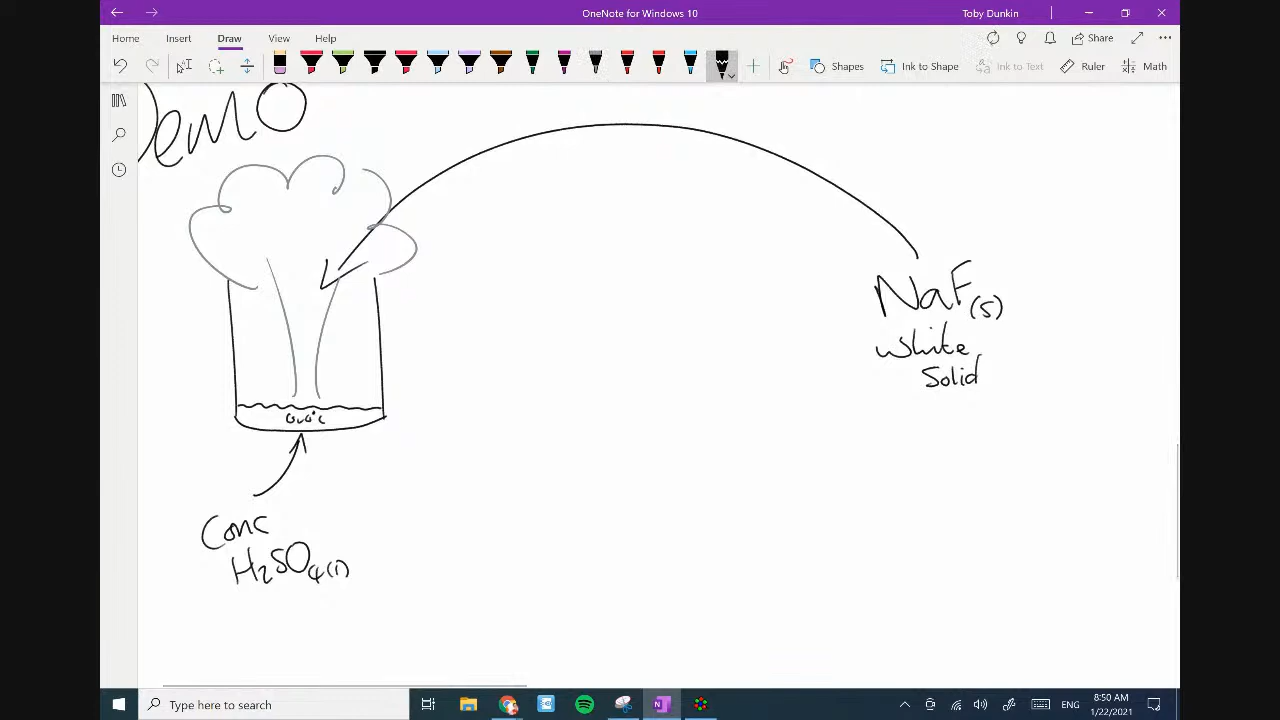 OneNote for Windows 10
Toby Dunkin
Home
Insert
Draw
View
Help
Share
Shapes
Ink to Shape
Ink to Text
Ruler
Math
Demo
NaF(s)
White
Solid
Conc
H₂SO₄(l)
Type here to search
ENG
8:50 AM
1/22/2021